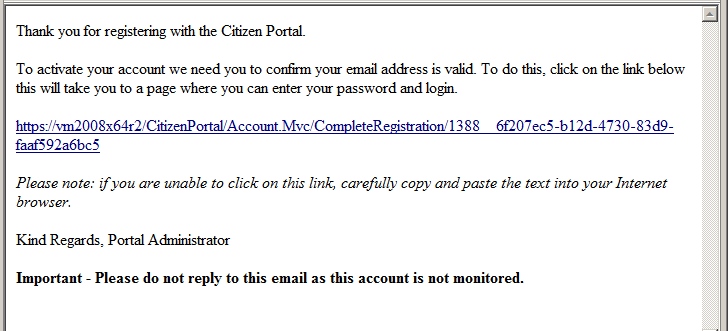 Thank you for registering with the Citizen Portal.
To activate your account we need you to confirm your email address is valid. To do this, click on the link below
this will take you to a page where you can enter your password and login.
https://vm2008x64r2/CitizenPortal/Account.Mvc/CompleteRegistration/1388__6f207ec5-b12d-4730-83d9-
faaf592a6bc5
Please note: if you are unable to click on this link, carefully copy and paste the text into your Internet
browser.
Kind Regards, Portal Administrator
Important - Please do not reply to this email as this account is not monitored.